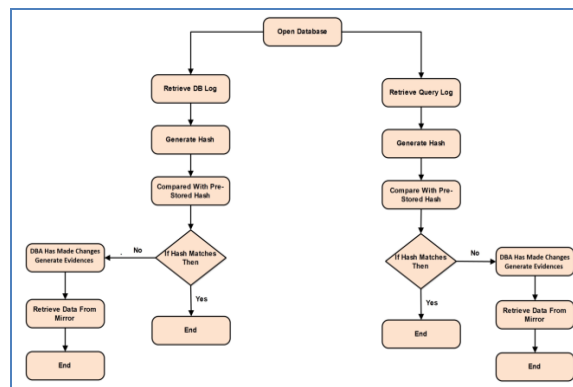 Open Database
Retrieve DB Log
Retrieve Query Log
Generate Hash
Generate Hash
Compared With Pre-
Stored Hash
Compare With Pre-
Stored Hash
If Hash Matches
Then
No
DBA Has Made Changes
Generate Evidences
Yes
Retrieve Data From
Mirror
End
End
If Hash Matches
Then
No
DBA Has Made Changes
Generate Evidences
Yes
Retrieve Data From
Mirror
End
End